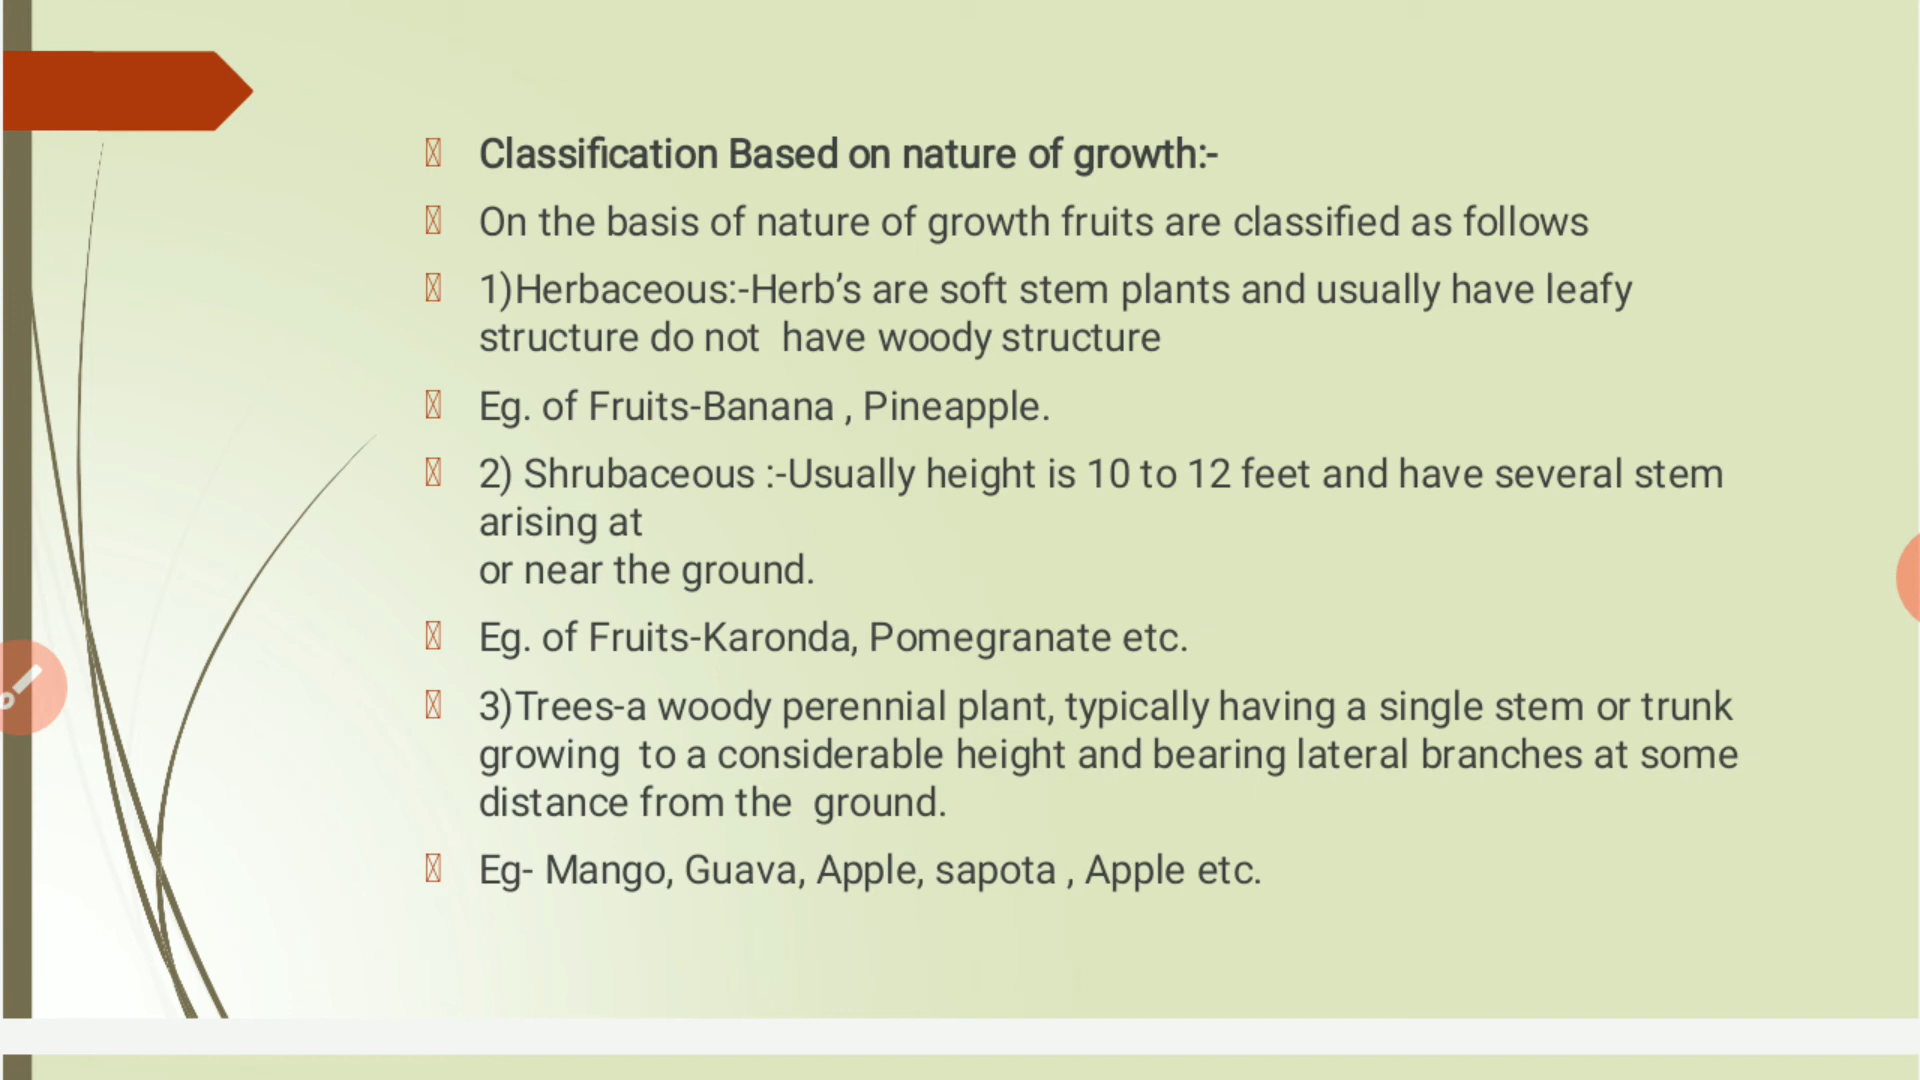 Classification Based on nature of growth:-
On the basis of nature of growth fruits are classified as follows
1)Herbaceous:-Herb’s are soft stem plants and usually have leafy
structure do not  have woody structure
Eg. of Fruits-Banana , Pineapple.
2) Shrubaceous :-Usually height is 10 to 12 feet and have several stem
arising at
or near the ground.
Eg. of Fruits-Karonda, Pomegranate etc.
3)Trees-a woody perennial plant, typically having a single stem or trunk
growing  to a considerable height and bearing lateral branches at some
distance from the  ground.
Eg- Mango, Guava, Apple, sapota , Apple etc.